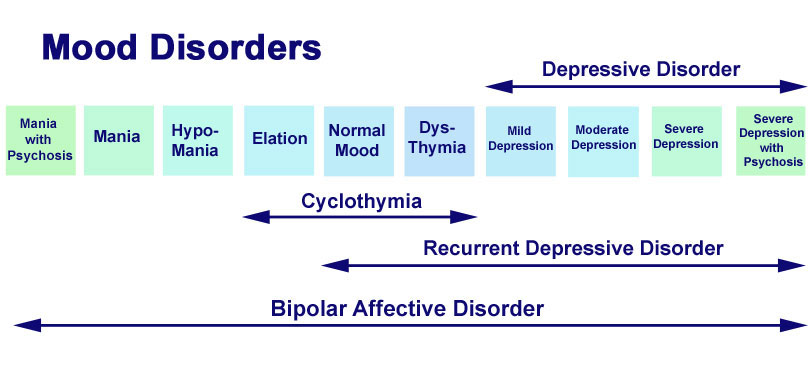 Mood Disorders
Depressive Disorder
Mania
with
Psychosis
Mania
Hypo-
Mania
Elation
Normal
Mood
Dys-
Thymia
Mild
Depression
Moderate
Depression
Severe
Depression
Severe
Depression
with
Psychosis
Cyclothymia
Recurrent Depressive Disorder
Bipolar Affective Disorder